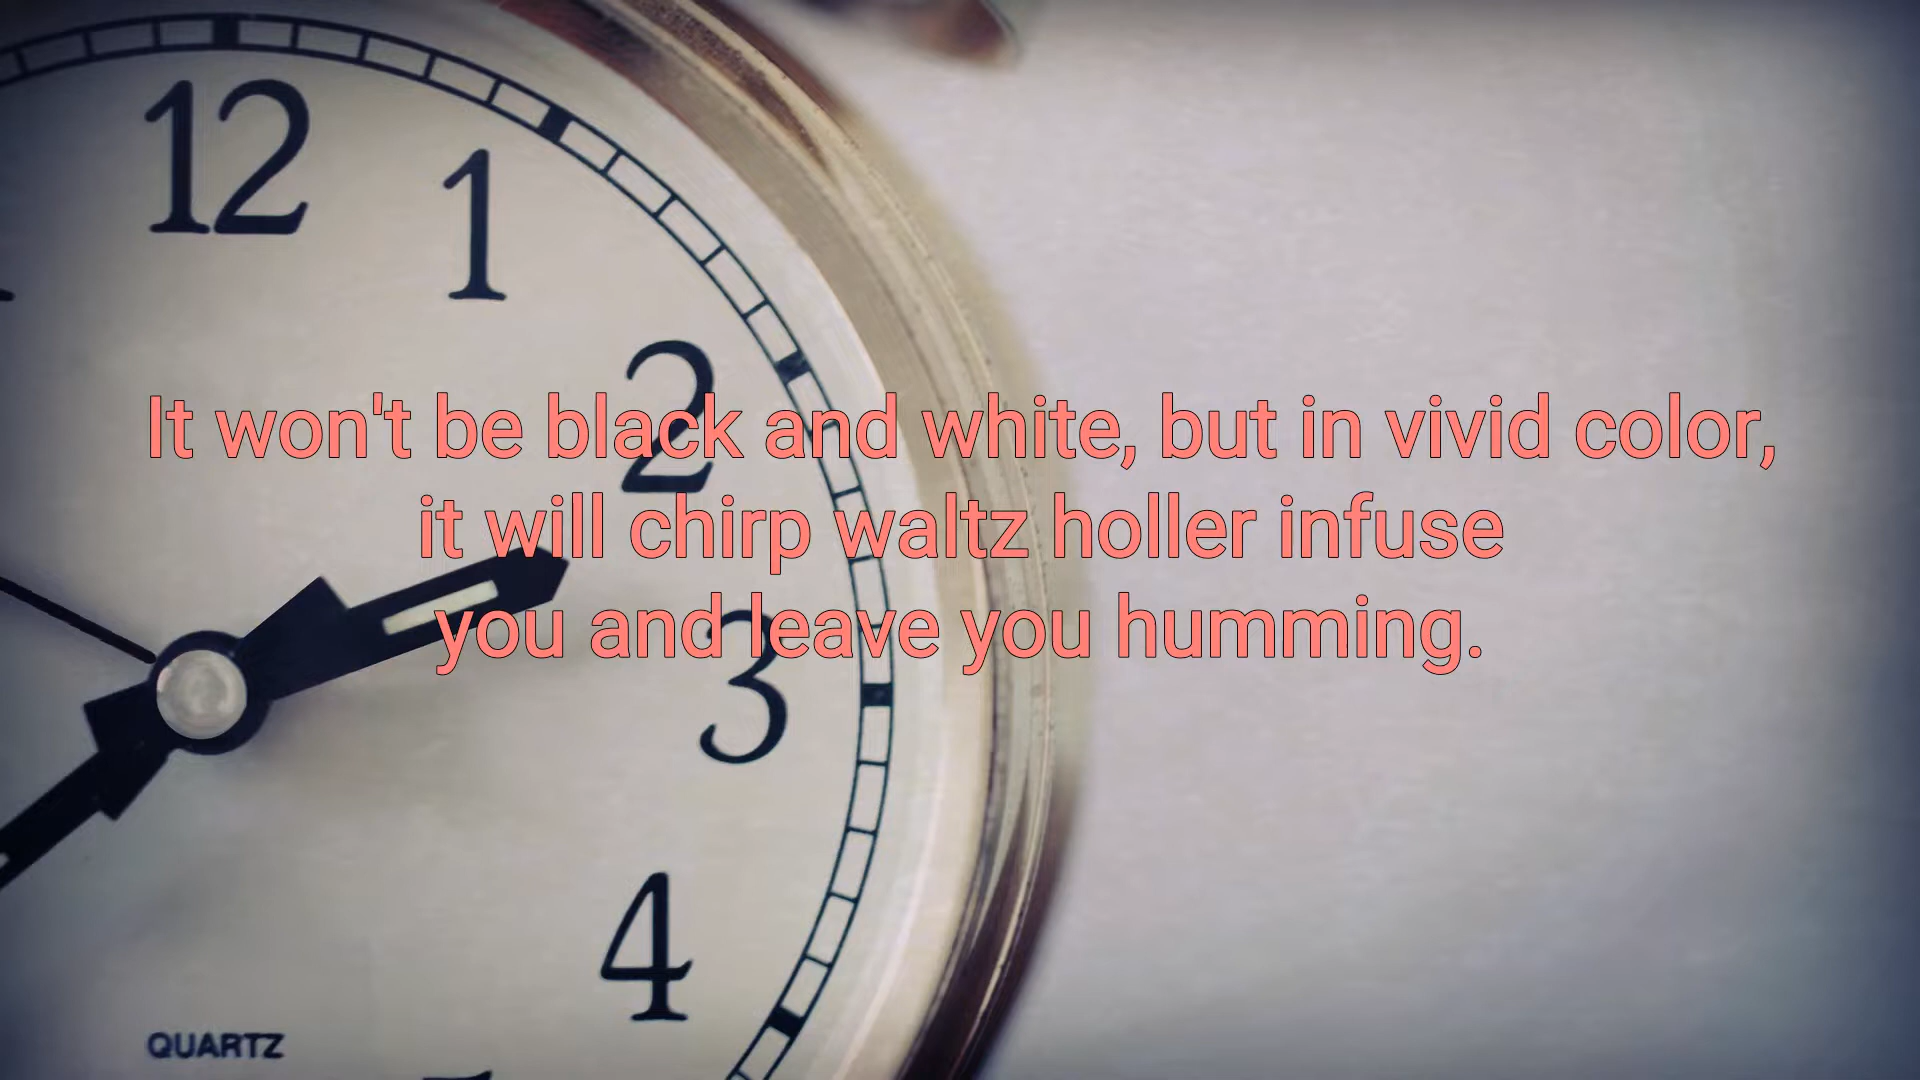 12
1
2
It won't be black and white, but in vivid color,
it will chirp waltz holler infuse
you and leave you humming.
3
4
QUARTZ